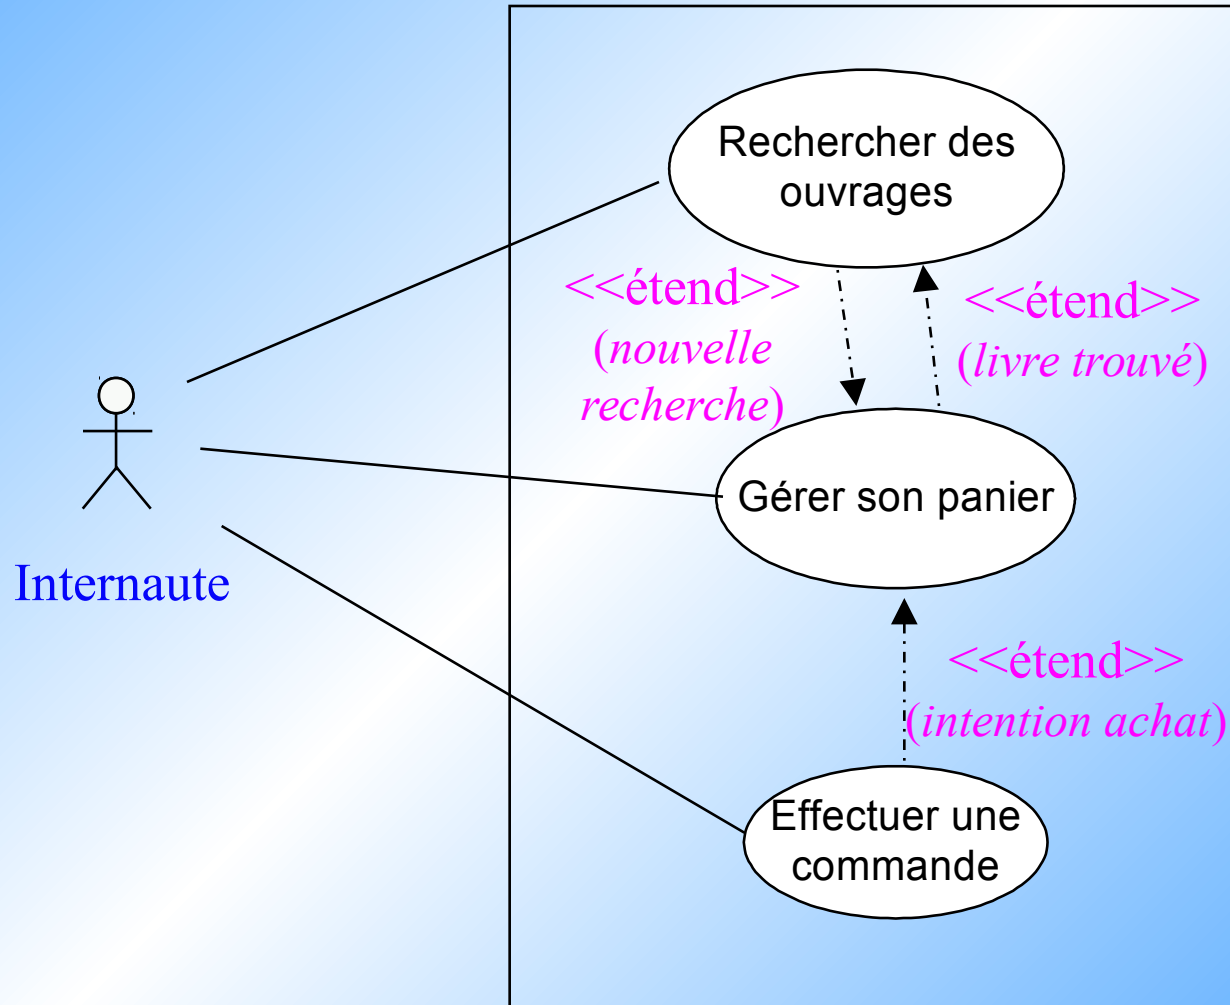 Rechercher des
ouvrages
<<étend>>
(nouvelle
recherche)
<<étend>>
(livre trouvé)
Gérer son panier
Internaute
<<étend>>
(intention achat)
Effectuer une
commande